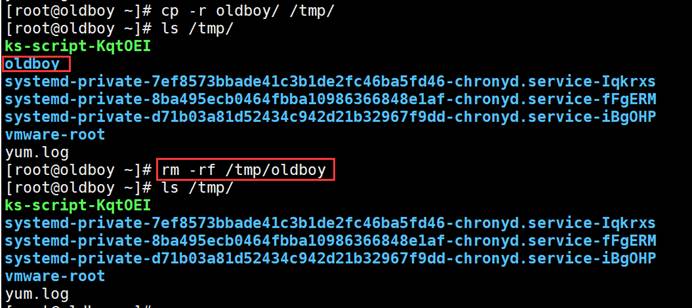 [root@oldboy ~]# cp -r oldboy/ /tmp/
[root@oldboy ~]# ls /tmp/
ks-script-KqtOEI
oldboy
systemd-private-7ef8573bbade41c3b1de2fc46ba5fd46-chronyd.service-Iqkrxs
systemd-private-8ba495ecb0464fbba10986366848e1af-chronyd.service-fFgERM
systemd-private-d71b03a81d52434c942d21b32967f9dd-chronyd.service-iBgOHP
vmware-root
yum.log
[root@oldboy ~]# rm -rf /tmp/oldboy
[root@oldboy ~]# ls /tmp/
ks-script-KqtOEI
systemd-private-7ef8573bbade41c3b1de2fc46ba5fd46-chronyd.service-Iqkrxs
systemd-private-8ba495ecb0464fbba10986366848e1af-chronyd.service-fFgERM
systemd-private-d71b03a81d52434c942d21b32967f9dd-chronyd.service-iBgOHP
vmware-root
yum.log
[root@oldboy ~]#